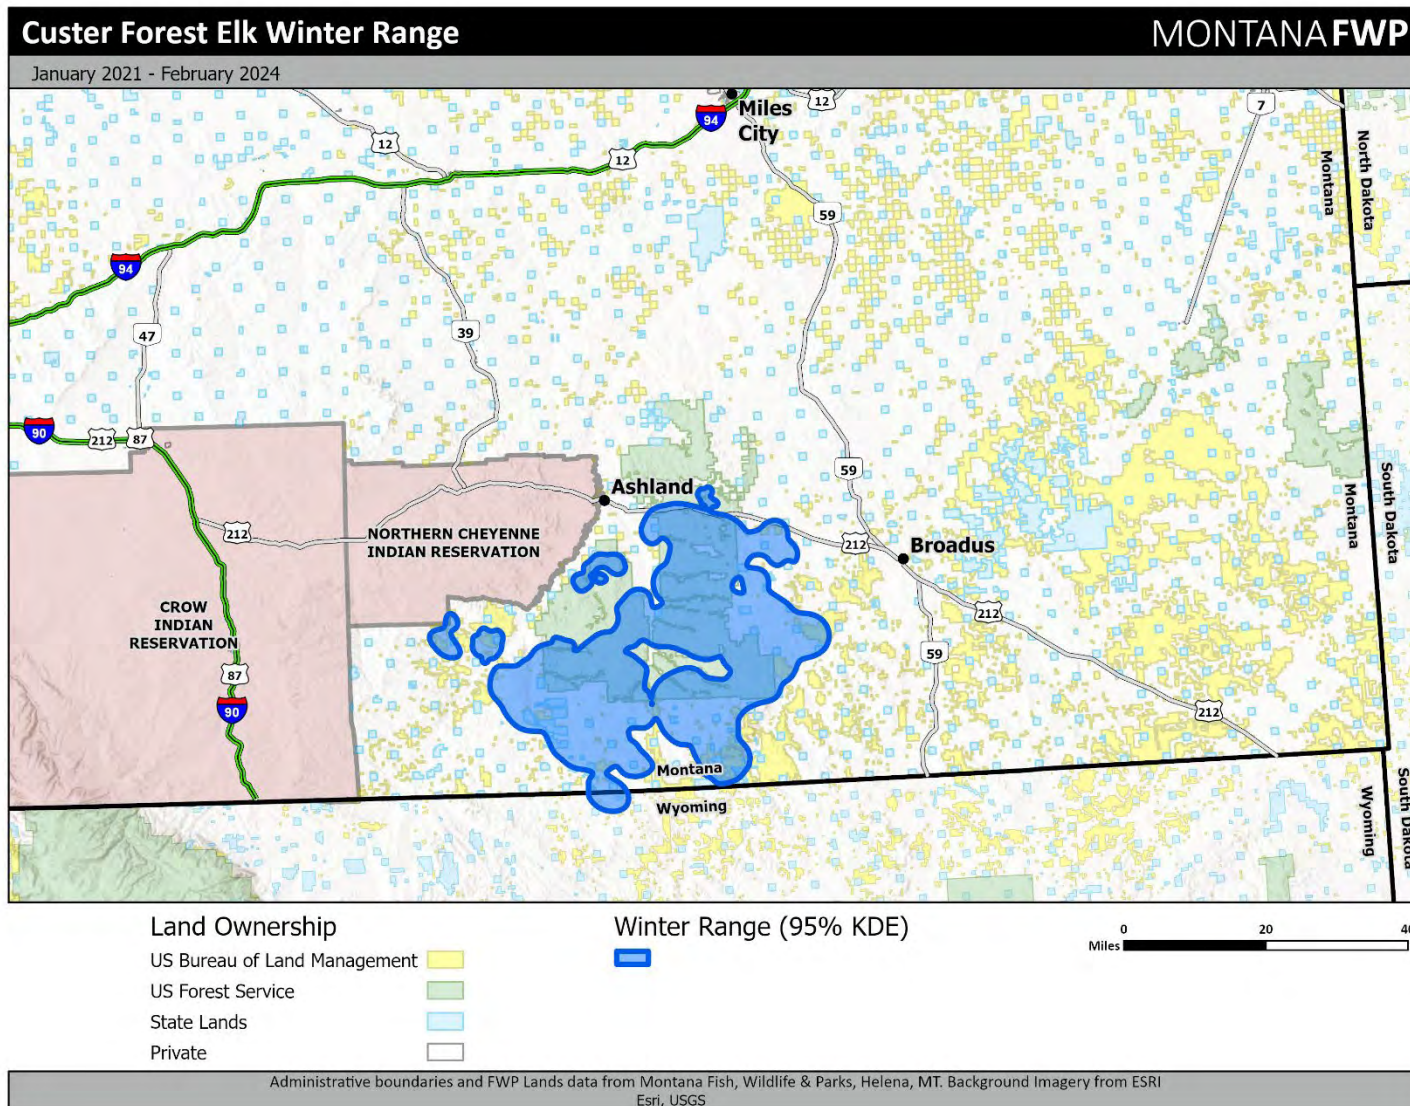 Custer Forest Elk Winter Range
MONTANA FWP
January 2021 - February 2024
12
7
Miles
City
94
12
12
North Dakota
Montana
59
94
47
39
90
212
87
59
South Dakota
Montana
Ashland
212
NORTHERN CHEYENNE
INDIAN RESERVATION
212
Broadus
CROW
INDIAN
RESERVATION
212
59
87
90
212
Montana
Wyoming
South Dakota
Wyoming
Land Ownership
US Bureau of Land Management
US Forest Service
State Lands
Private
Winter Range (95% KDE)
0 20 40
Miles
Administrative boundaries and FWP Lands data from Montana Fish, Wildlife & Parks, Helena, MT. Background Imagery from ESRI
Esri, USGS